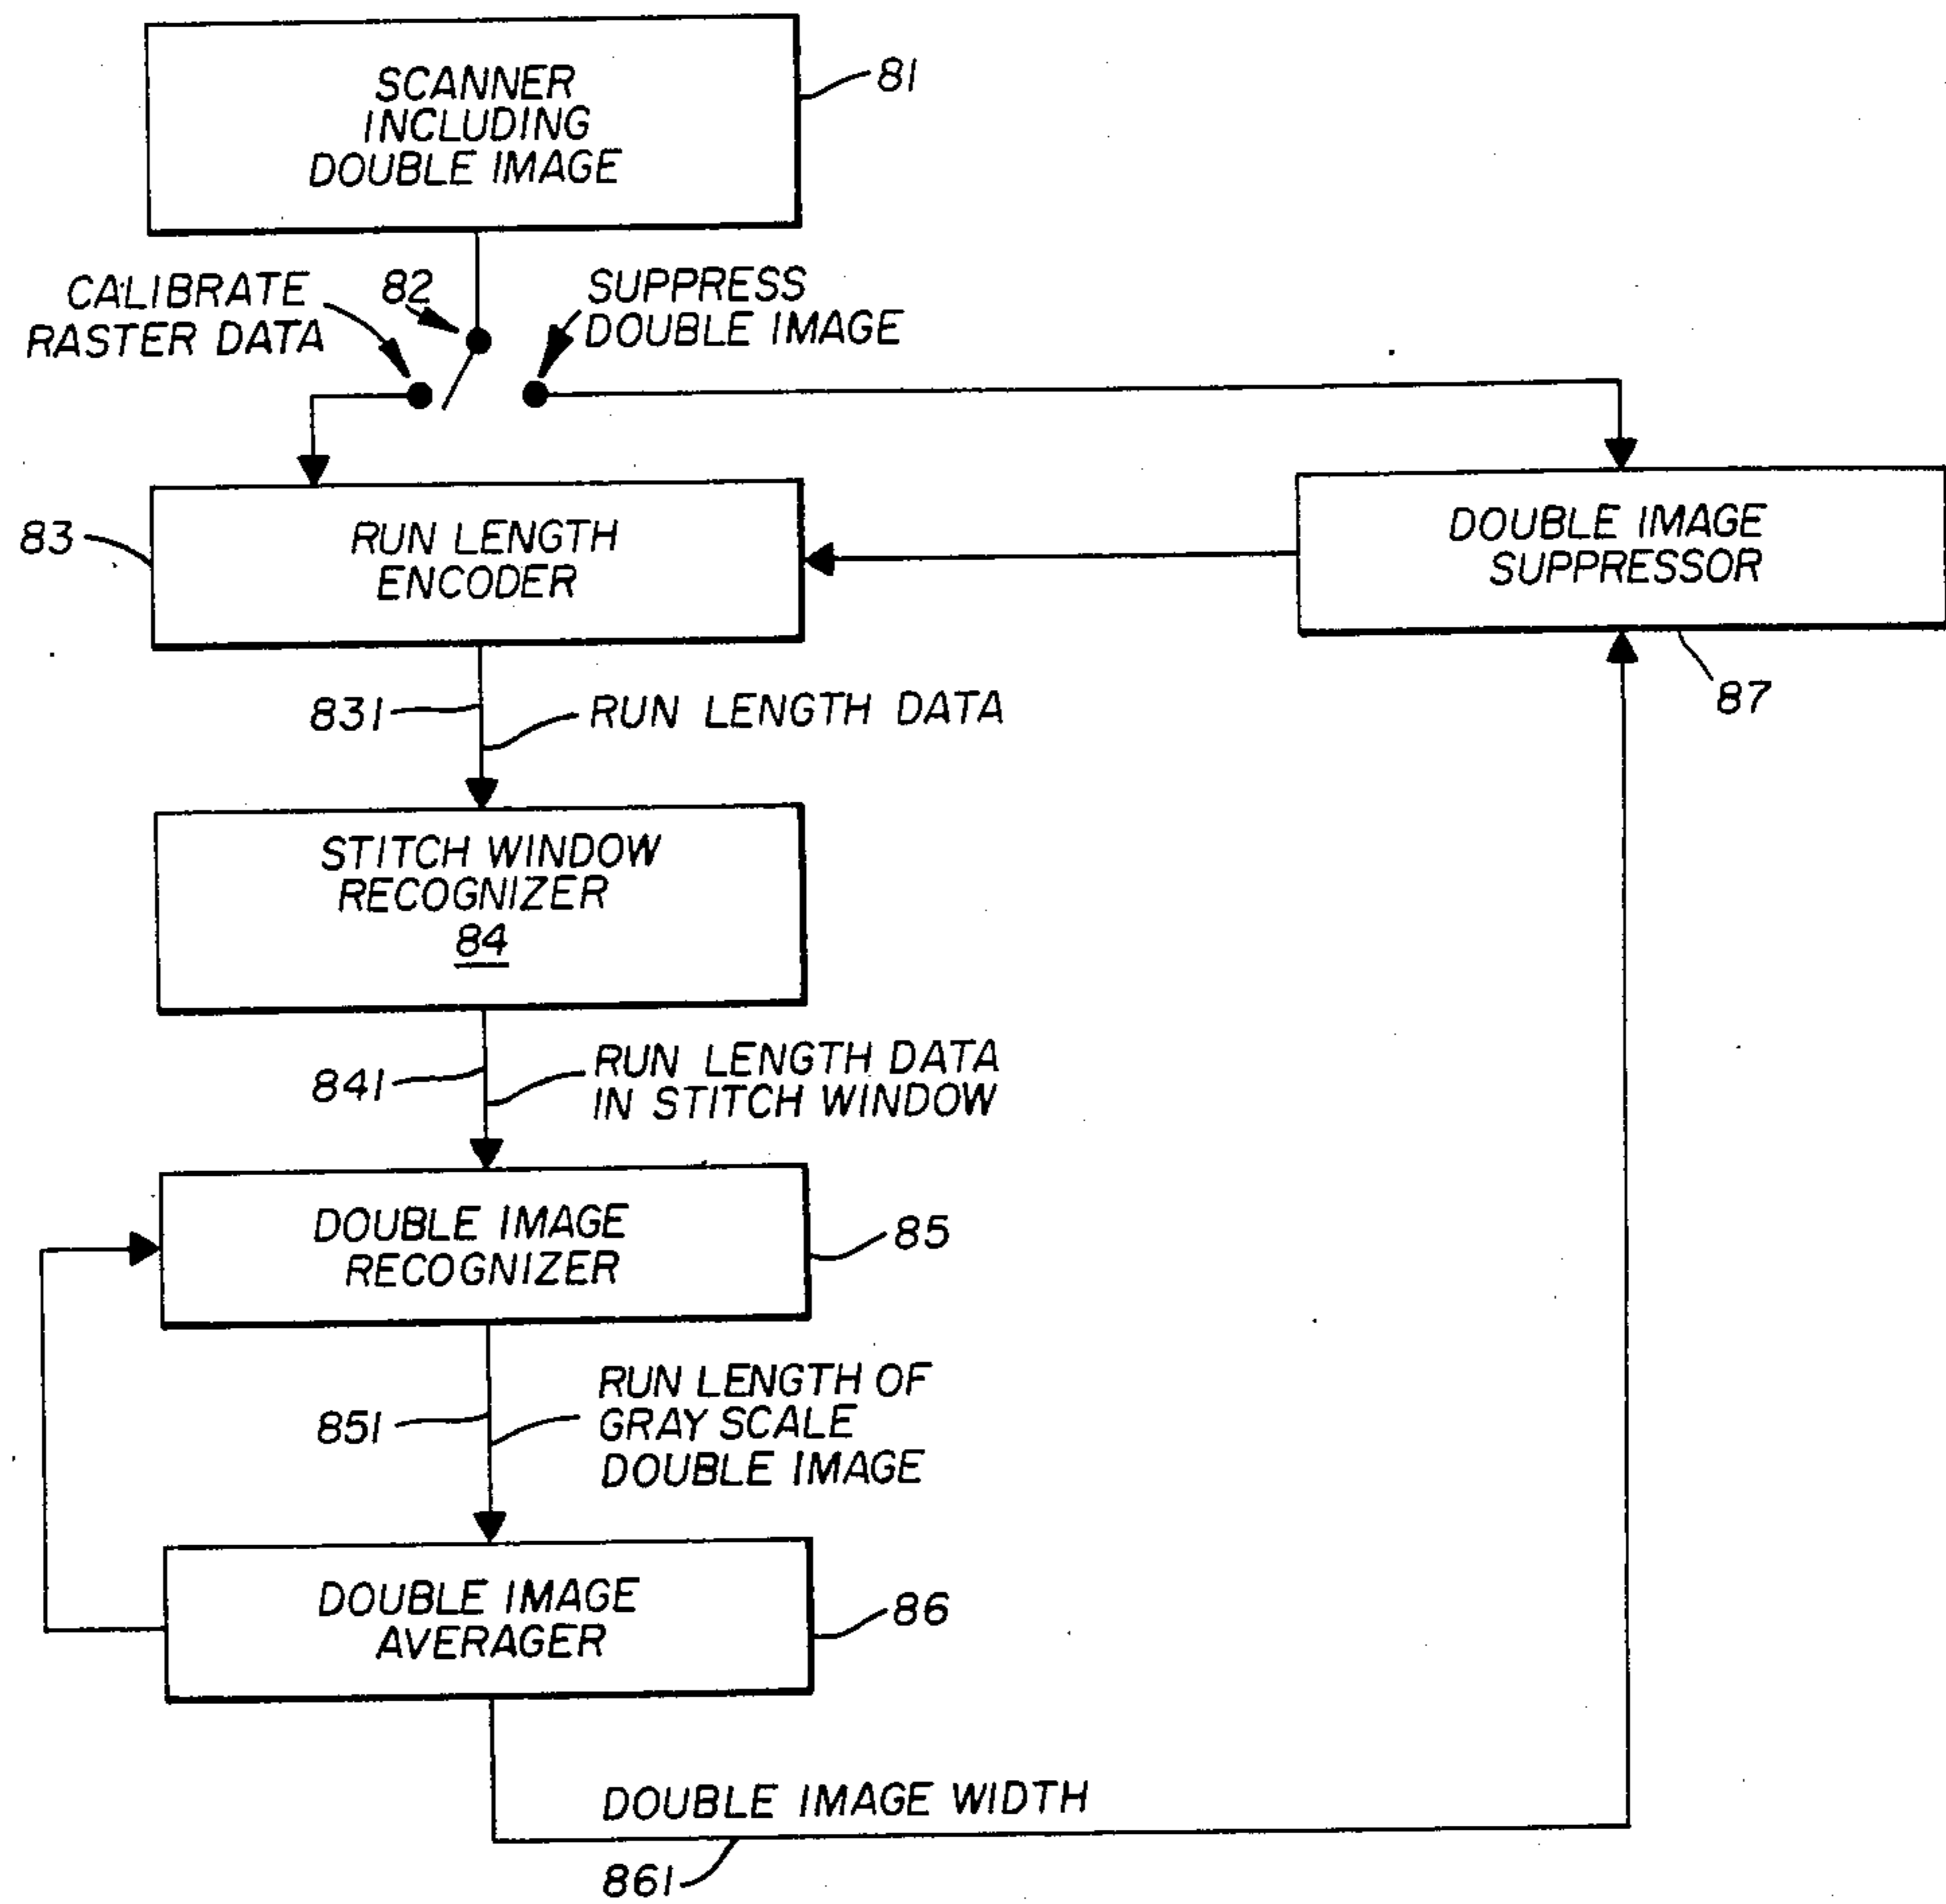 SCANNER
INCLUDING
DOUBLE IMAGE
81
CALIBRATE
RASTER DATA
82
SUPPRESS
DOUBLE IMAGE
83
RUN LENGTH
ENCODER
DOUBLE IMAGE
SUPPRESSOR
87
831
RUN LENGTH DATA
STITCH WINDOW
RECOGNIZER
84
841
RUN LENGTH DATA
IN STITCH WINDOW
DOUBLE IMAGE
RECOGNIZER
85
851
RUN LENGTH OF
GRAY SCALE
DOUBLE IMAGE
DOUBLE IMAGE
AVERAGER
86
DOUBLE IMAGE WIDTH
861